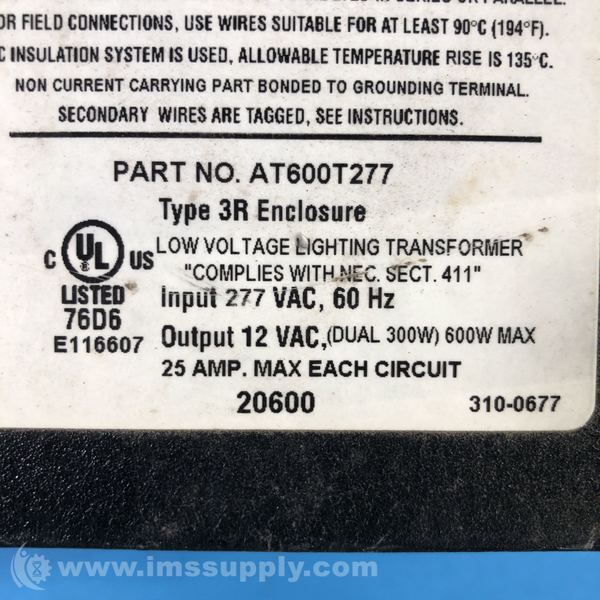 OR FIELD CONNECTIONS, USE WIRES SUITABLE FOR AT LEAST 90°C (194°F).
C INSULATION SYSTEM IS USED, ALLOWABLE TEMPERATURE RISE IS 135°C.
NON CURRENT CARRYING PART BONDED TO GROUNDING TERMINAL.
SECONDARY WIRES ARE TAGGED, SEE INSTRUCTIONS.
PART NO. AT600T277
Type 3R Enclosure
C UL US
LISTED
76D6
E116607
LOW VOLTAGE LIGHTING TRANSFORMER
"COMPLIES WITH NEC. SECT. 411"
Input 277 VAC, 60 Hz
Output 12 VAC,(DUAL 300W) 600W MAX
25 AMP. MAX EACH CIRCUIT
20600
310-0677
© www.imssupply.com